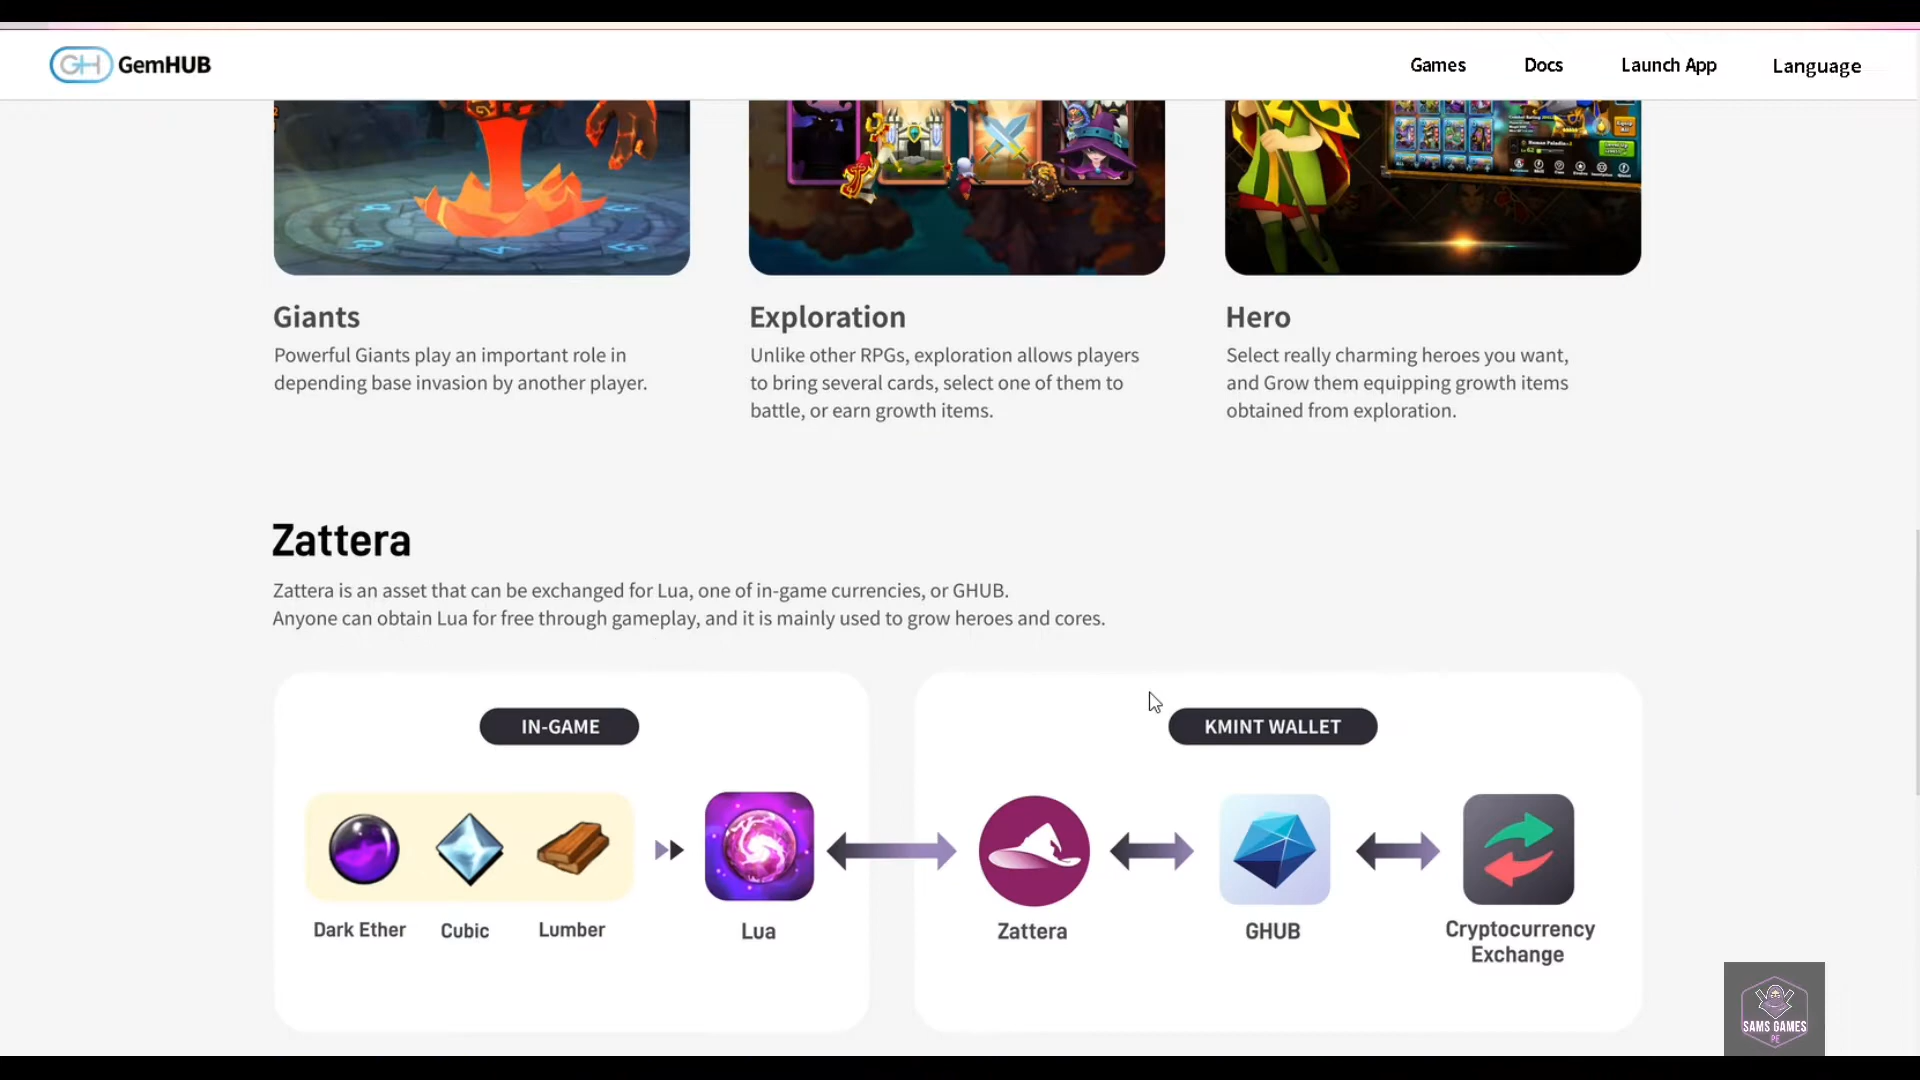 GH GemHUB
Games Docs Launch App Language
Giants
Powerful Giants play an important role in
depending base invasion by another player.
Exploration
Unlike other RPGs, exploration allows players
to bring several cards, select one of them to
battle, or earn growth items.
Hero
Select really charming heroes you want,
and Grow them equipping growth items
obtained from exploration.
Zattera
Zattera is an asset that can be exchanged for Lua, one of in-game currencies, or GHUB.
Anyone can obtain Lua for free through gameplay, and it is mainly used to grow heroes and cores.
IN-GAME
Dark Ether Cubic Lumber Lua
KMINT WALLET
Zattera GHUB Cryptocurrency
Exchange
SAMS GAMES
PE